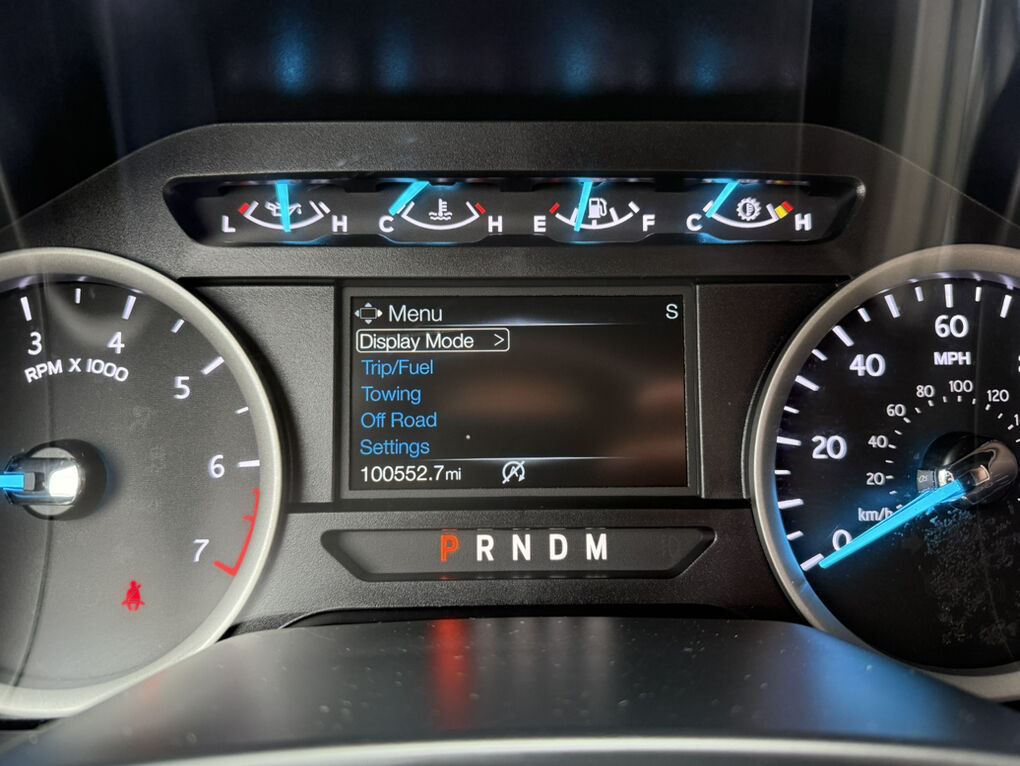 L H C H E F C H
Menu S
Display Mode >
Trip/Fuel
Towing
Off Road
Settings
100552.7mi
P R N D M
3 4 5 6 7
RPM X 1000
0 20 40 60
MPH
20 40 60 80 100 120
km/h